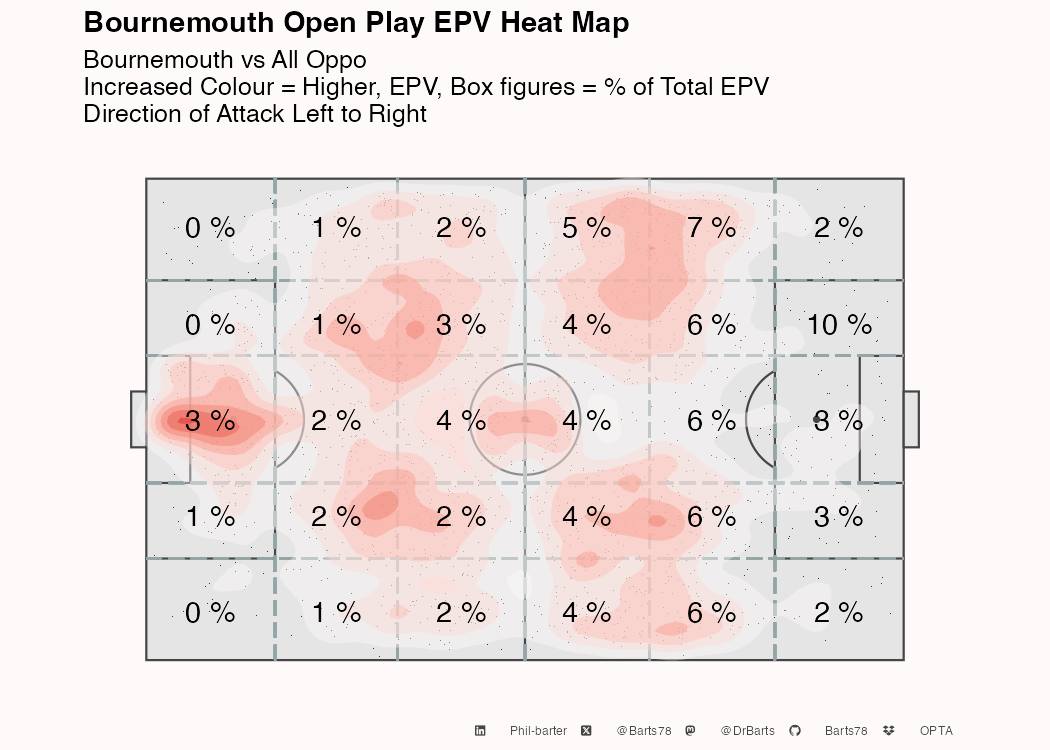 Bournemouth Open Play EPV Heat Map
Bournemouth vs All Oppo
Increased Colour = Higher, EPV, Box figures = % of Total EPV
Direction of Attack Left to Right
0 % 1 % 2 % 5 % 7 % 2 %
0 % 1 % 3 % 4 % 6 % 10 %
3 % 2 % 4 % 4 % 6 % 8 %
1 % 2 % 2 % 4 % 6 % 3 %
0 % 1 % 2 % 4 % 6 % 2 %
Phil-barter @Barts78 @DrBarts Barts78 OPTA